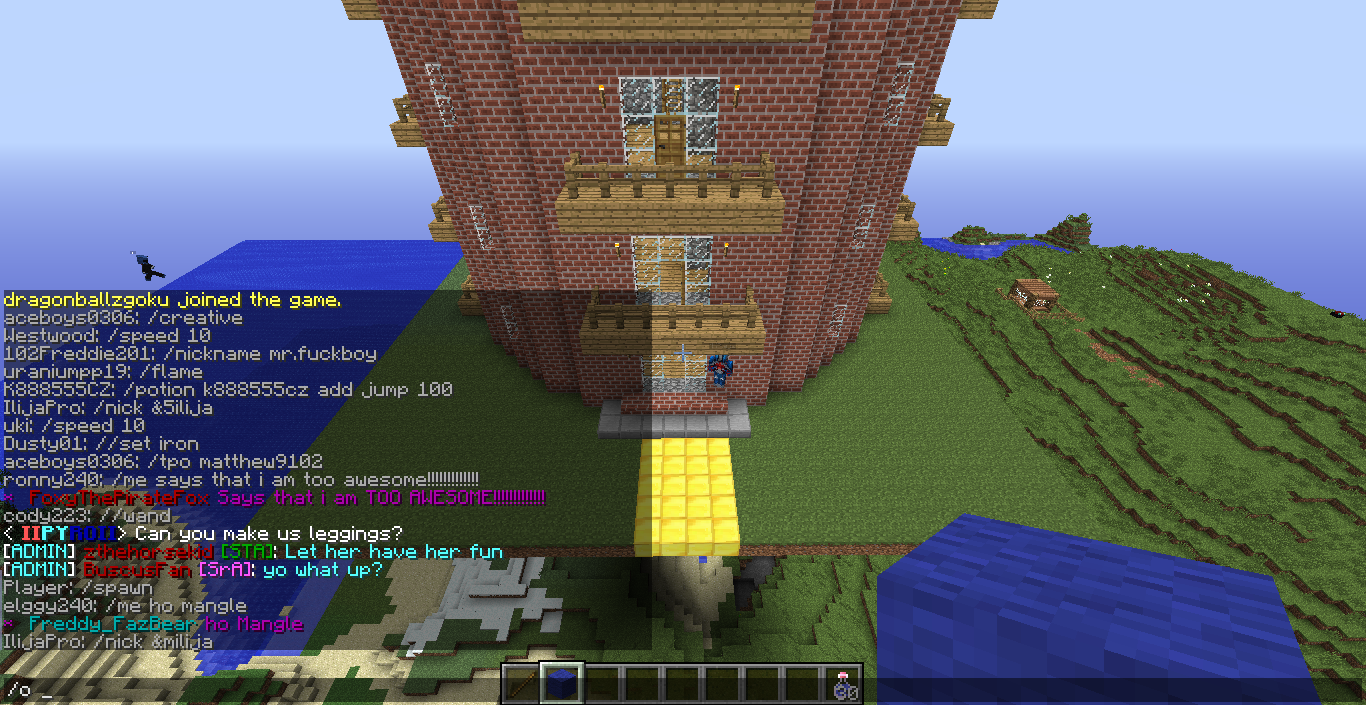 dragonballzgoku joined the game.
aceboys0306: /creative
Westwood: /speed 10
102Freddie201: /nickname mr.fuckboy
uraniumpp19: /flame
K888555CZ: /potion k888555cz add jump 100
IlijaPro: /nick &5ilija
uki: /speed 10
Dusty01: //set iron
aceboys0306: /tpo matthew9102
ronny240: /me says that i am too awesome!!!!!!!!!!!!!
* FoxyThePirateFox Says that i am TOO AWESOME!!!!!!!!!!!!!
cody223: //wand
< IIPYROII> Can you make us leggings?
[ADMIN] zthehorsekid [STA]: Let her have her fun
[ADMIN] BuscusFan [SrA]: yo what up?
Player: /spawn
elggy240: /me ho mangle
* Freddy_FazBear ho Mangle
IlijaPro: /nick &milija
/o _